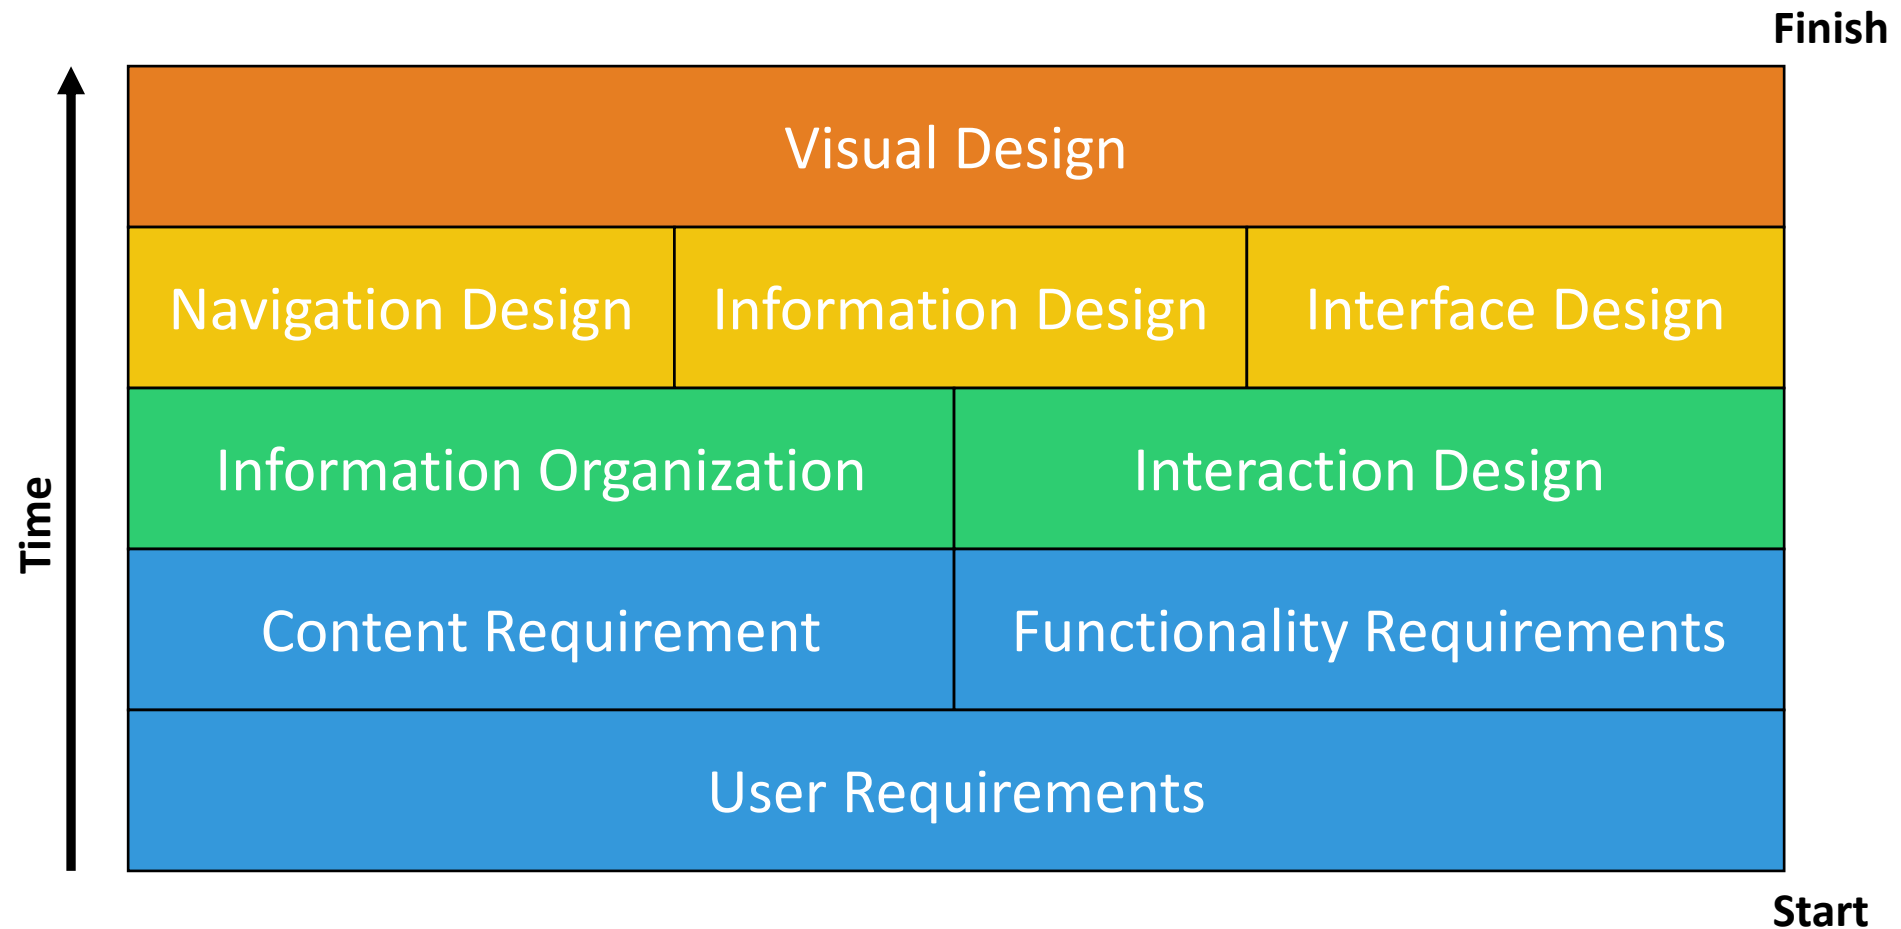 Finish
Visual Design
Navigation Design
Information Design
Interface Design
Information Organization
Interaction Design
Time
Content Requirement
Functionality Requirements
User Requirements
Start